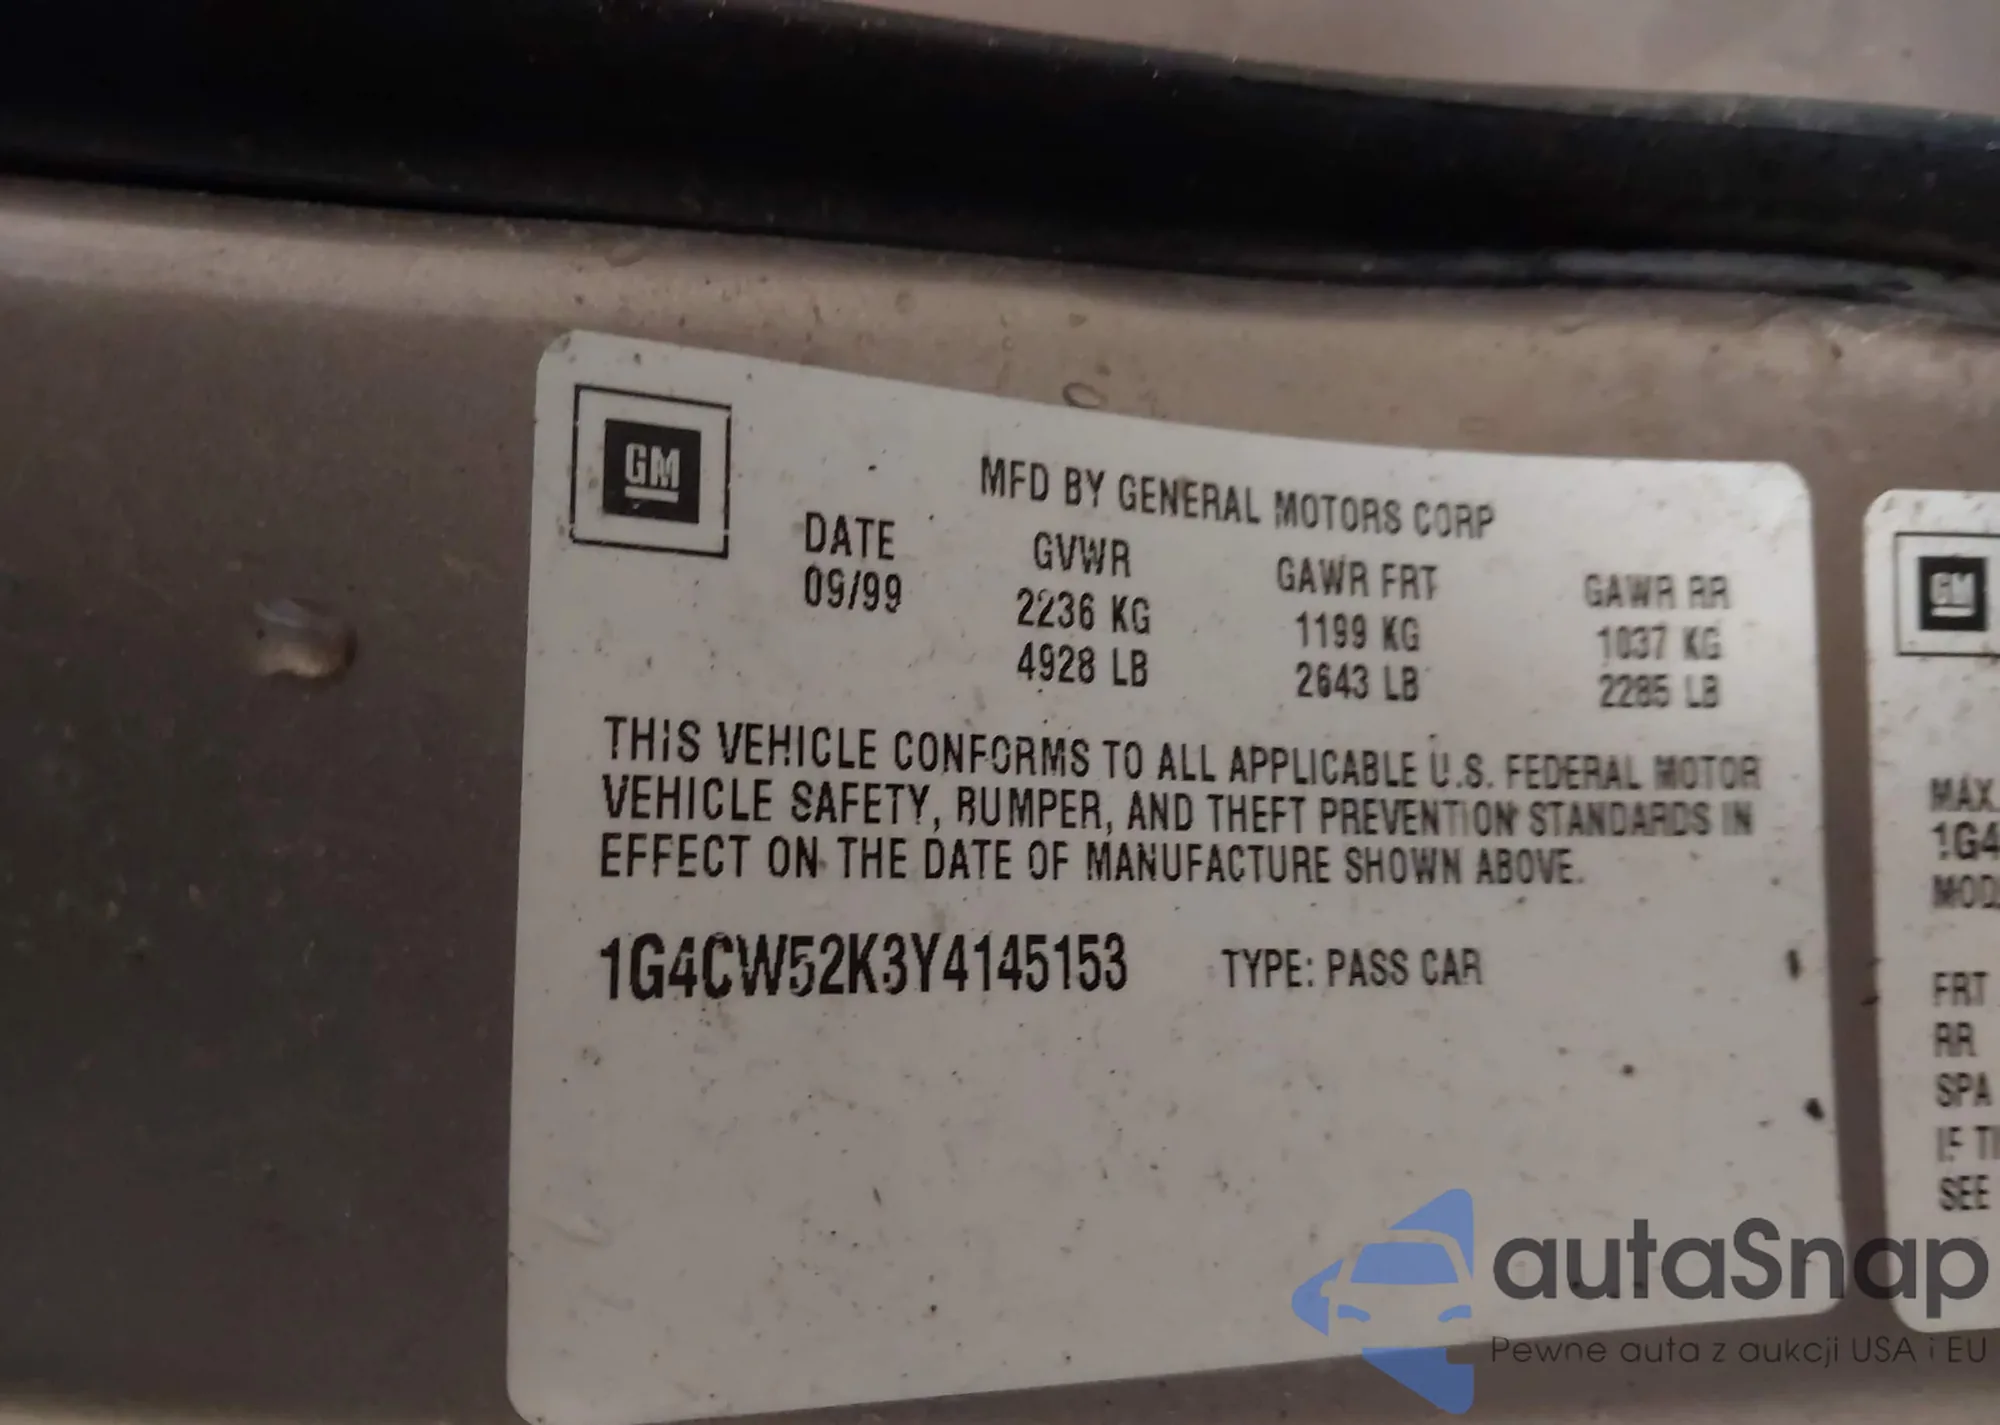 GM
MFD BY GENERAL MOTORS CORP
DATE GVWR GAWR FRT GAWR RR
09/99 2236 KG 1199 KG 1037 KG
4928 LB 2643 LB 2285 LB
THIS VEHICLE CONFORMS TO ALL APPLICABLE U.S. FEDERAL MOTOR
VEHICLE SAFETY, BUMPER, AND THEFT PREVENTION STANDARDS IN
EFFECT ON THE DATE OF MANUFACTURE SHOWN ABOVE.
1G4CW52K3Y4145153 TYPE: PASS CAR
GM
MAX.
1G4
MOD
FRT
RR
SPA
IF TI
SEE
autaSnap
Pewne auta z aukcji USA i EU